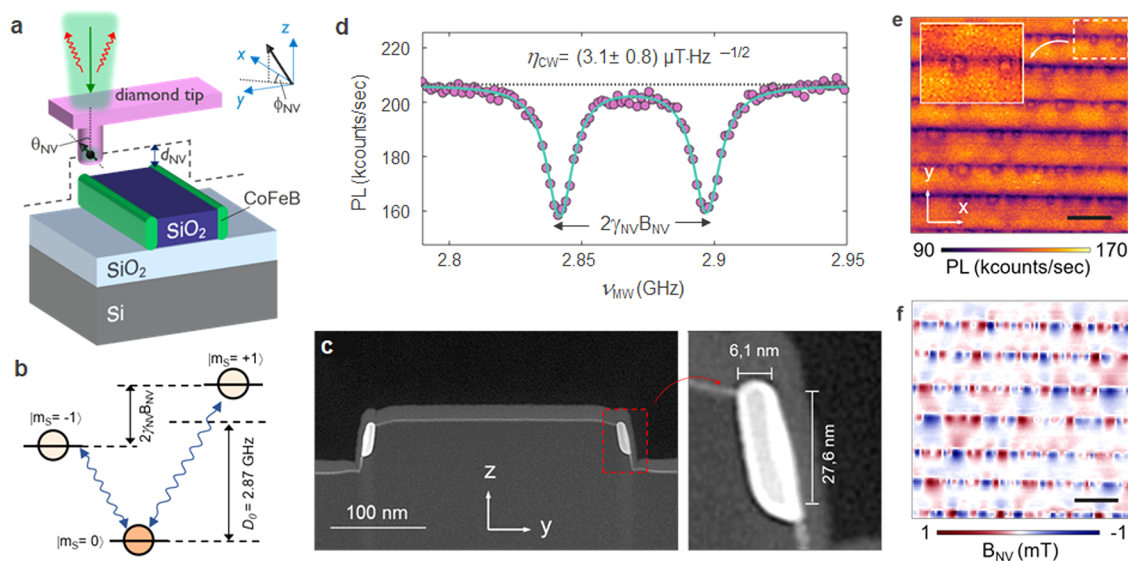 a
diamond tip
θNV
dNV
z
x
y
ϕNV
CoFeB
SiO₂
SiO₂
Si
b
|mS= +1⟩
|mS= -1⟩
2γNVBNV
D₀ = 2.87 GHz
|mS= 0⟩
d
220
200
180
160
PL (kcounts/sec)
ηCW= (3.1± 0.8) μT·Hz ⁻¹/²
2γNVBNV
2.8
2.85
2.9
2.95
νMW (GHz)
c
100 nm
z
y
6,1 nm
27,6 nm
e
y
x
90
170
PL (kcounts/sec)
f
1
-1
BNV (mT)